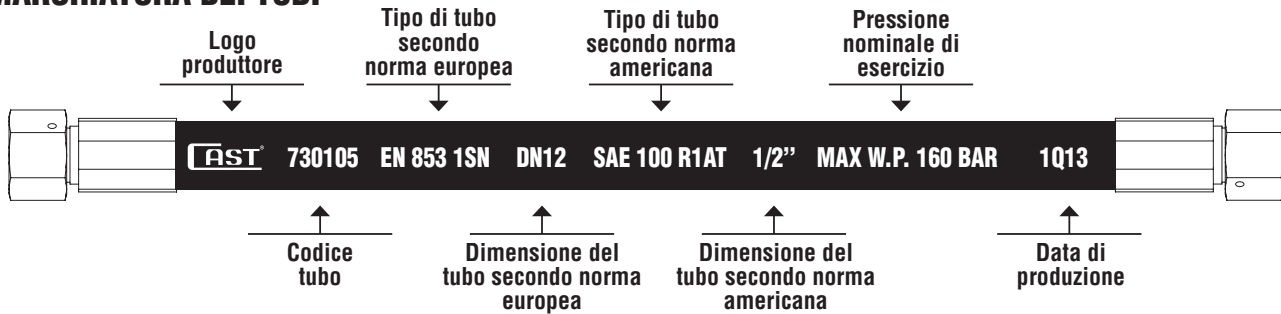 MARCHIATURA DEI TUBI
Logo
produttore
Tipo di tubo
secondo
norma europea
Tipo di tubo
secondo norma
americana
Pressione
nominale di
esercizio
CAST® 730105 EN 853 1SN DN12 SAE 100 R1AT 1/2’’ MAX W.P. 160 BAR 1Q13
Codice
tubo
Dimensione del
tubo secondo norma
europea
Dimensione del
tubo secondo norma
americana
Data di
produzione